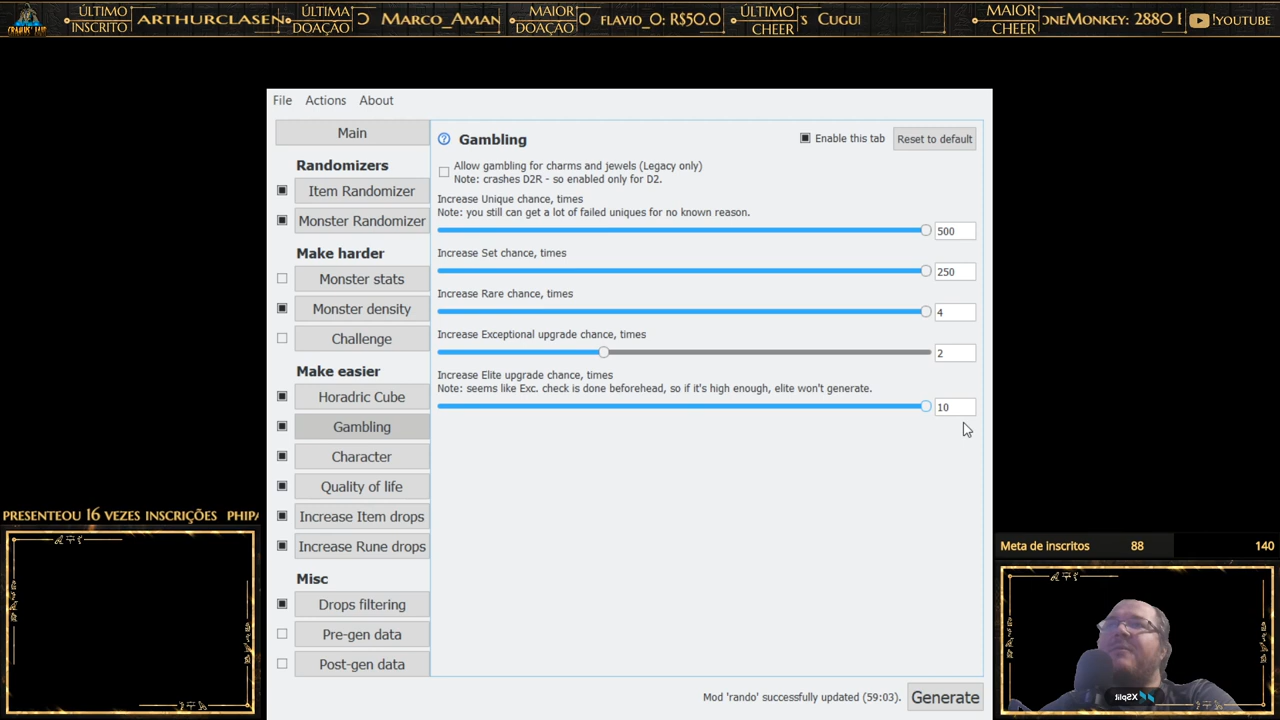 ÚLTIMO
INSCRITO
ARTHURCLASEN
ÚLTIMA
DOAÇÃO
Marco_Aman
MAIOR
DOAÇÃO
flavio_O: R$50.0
ÚLTIMO
CHEER
s Cugui
MAIOR
CHEER
oneMonkey: 2880 B
!YOUTUBE
File Actions About
Main
Randomizers
Item Randomizer
Monster Randomizer
Make harder
Monster stats
Monster density
Challenge
Make easier
Horadric Cube
Gambling
Character
Quality of life
Increase Item drops
Increase Rune drops
Misc
Drops filtering
Pre-gen data
Post-gen data
Gambling
Enable this tab
Reset to default
Allow gambling for charms and jewels (Legacy only)
Note: crashes D2R - so enabled only for D2.
Increase Unique chance, times
Note: you still can get a lot of failed uniques for no known reason.
500
Increase Set chance, times
250
Increase Rare chance, times
4
Increase Exceptional upgrade chance, times
2
Increase Elite upgrade chance, times
Note: seems like Exc. check is done beforehand, so if it's high enough, elite won't generate.
10
Mod 'rando' successfully updated (59:03).
Generate
PRESENTEOU 16 VEZES INSCRIÇÕES PHIPA
Meta de inscritos 88 140
XSplit